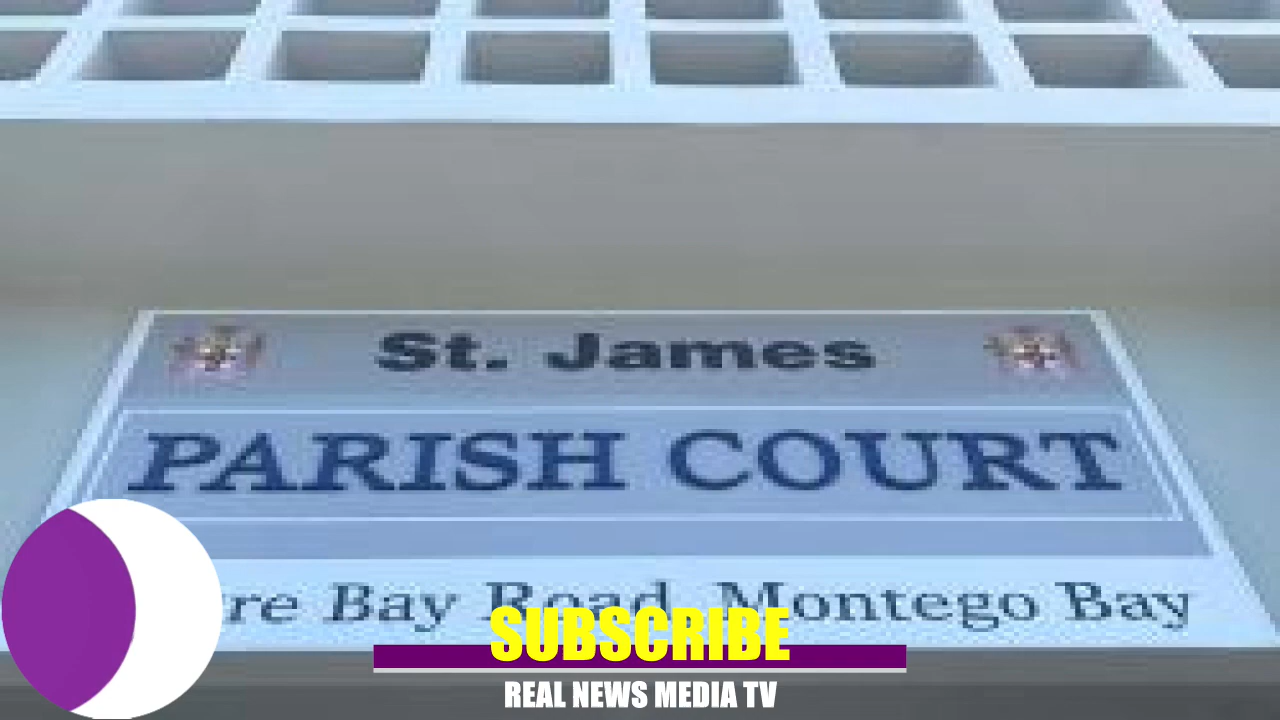 St. James
PARISH COURT
Bay Road, Montego Bay
SUBSCRIBE
REAL NEWS MEDIA TV